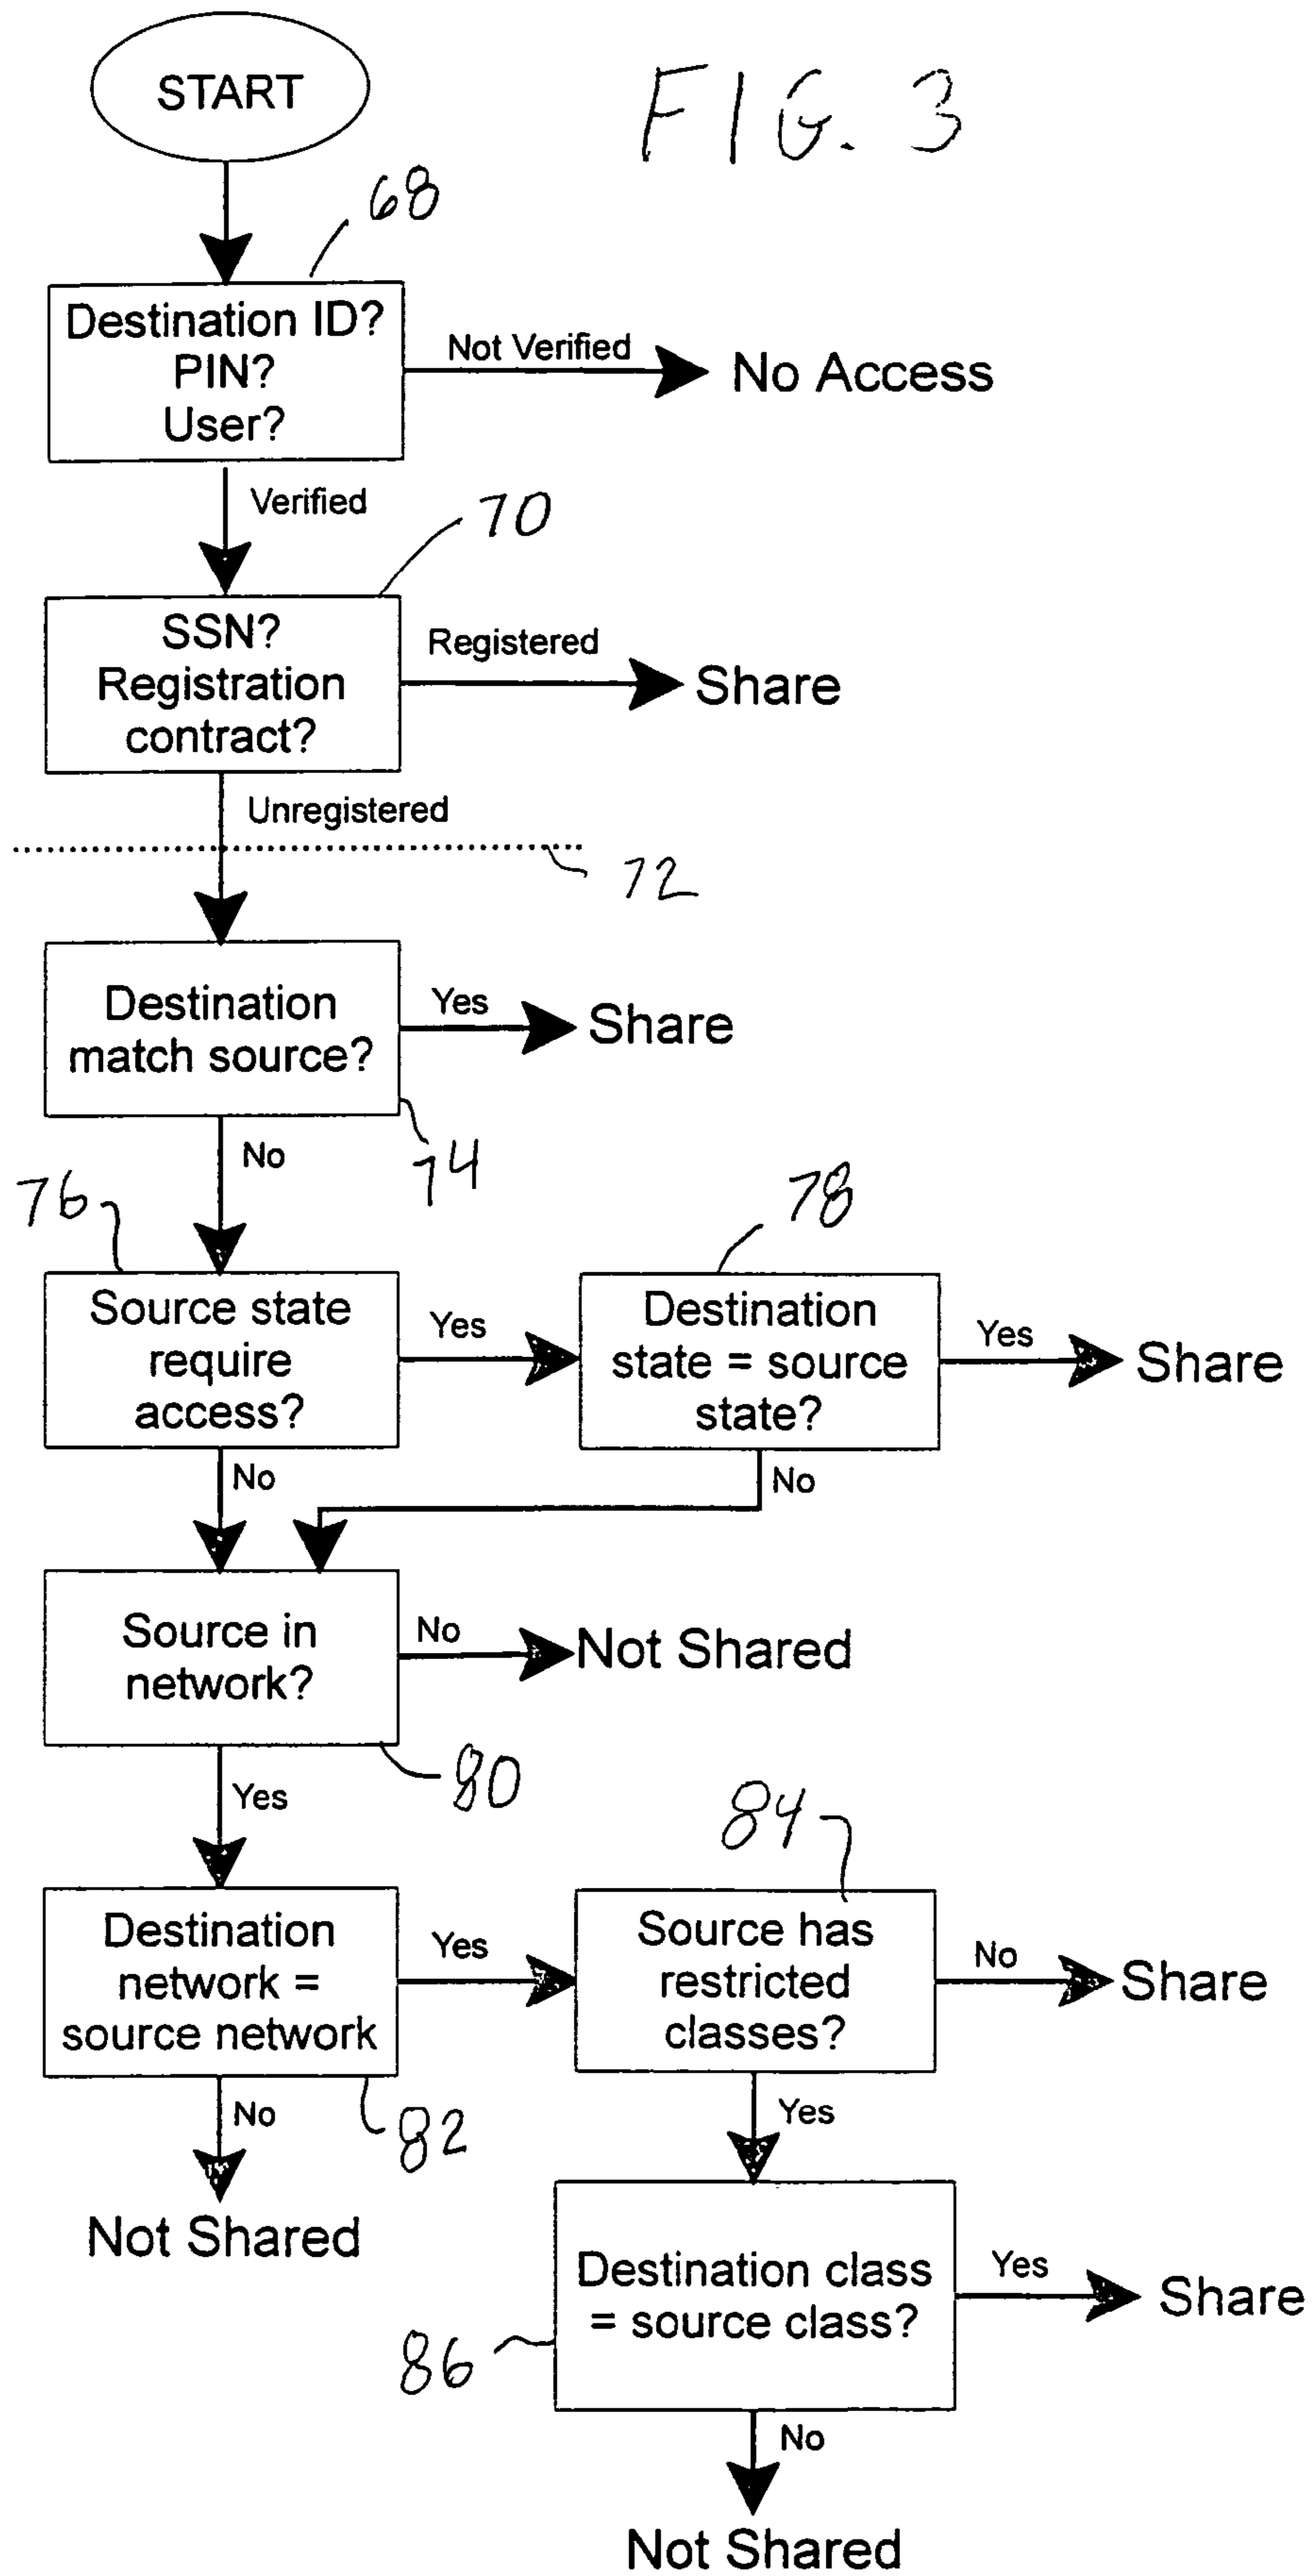 START
FIG. 3
68
Destination ID?
PIN?
User?
Not Verified
No Access
Verified
70
SSN?
Registration
contract?
Registered
Share
Unregistered
72
Destination
match source?
Yes
Share
74
No
76
78
Source state
require
access?
Yes
Destination
state = source
state?
Yes
Share
No
No
Source in
network?
No
Not Shared
80
Yes
84
Destination
network =
source network
Yes
Source has
restricted
classes?
No
Share
No
82
Yes
Not Shared
Destination class
= source class?
Yes
Share
86
No
Not Shared